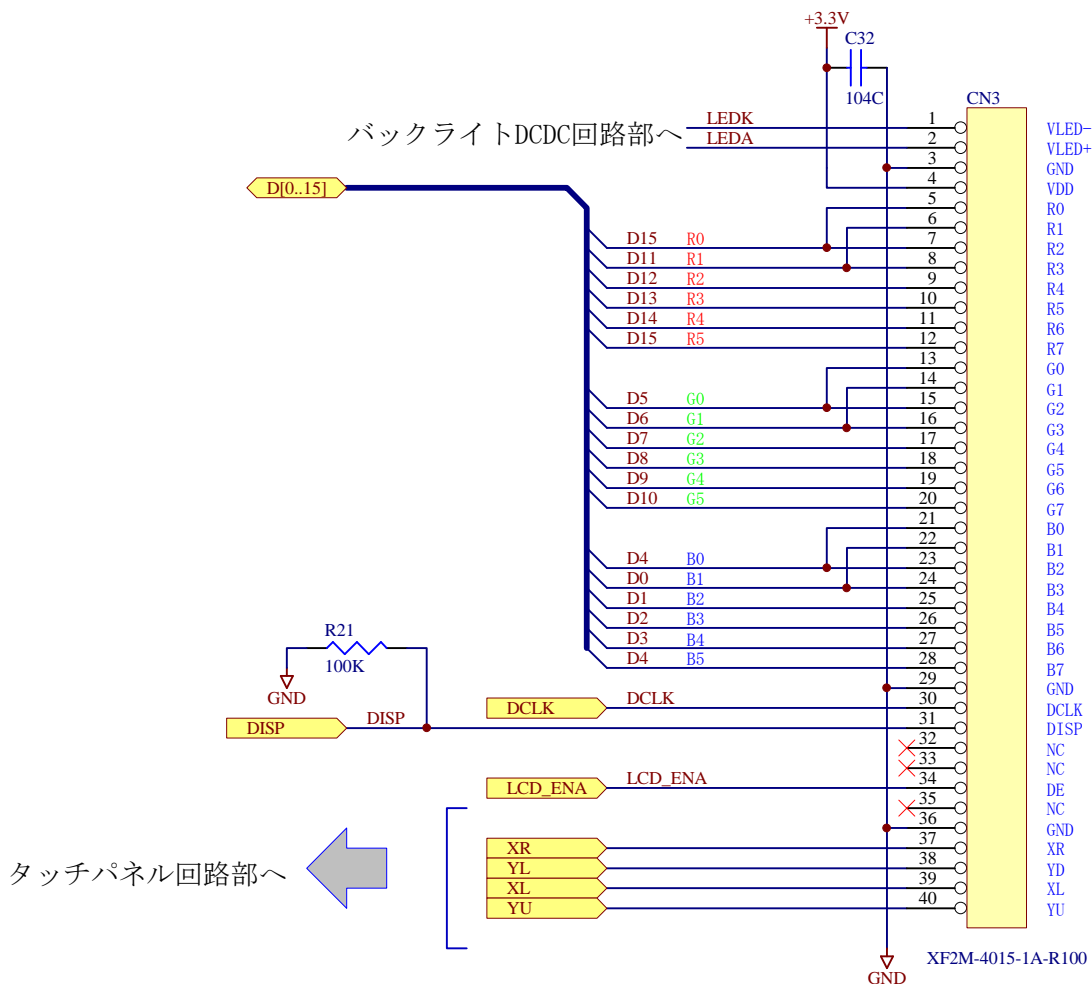 +3.3V
C32
104C
CN3
バックライトDCDC回路部へ
LEDK 1 VLED-
LEDA 2 VLED+
3 GND
D[0..15]
4 VDD
5 R0
6 R1
D15 R0 7 R2
D11 R1 8 R3
D12 R2 9 R4
D13 R3 10 R5
D14 R4 11 R6
D15 R5 12 R7
13 G0
14 G1
D5 G0 15 G2
D6 G1 16 G3
D7 G2 17 G4
D8 G3 18 G5
D9 G4 19 G6
D10 G5 20 G7
21 B0
22 B1
D4 B0 23 B2
D0 B1 24 B3
D1 B2 25 B4
D2 B3 26 B5
R21
D3 B4 27 B6
100K
D4 B5 28 B7
29 GND
GND
DCLK DCLK 30 DCLK
DISP DISP 31 DISP
32 NC
33 NC
LCD_ENA LCD_ENA 34 DE
35 NC
36 GND
XR 37 XR
タッチパネル回路部へ
YL 38 YD
XL 39 XL
YU 40 YU
XF2M-4015-1A-R100
GND